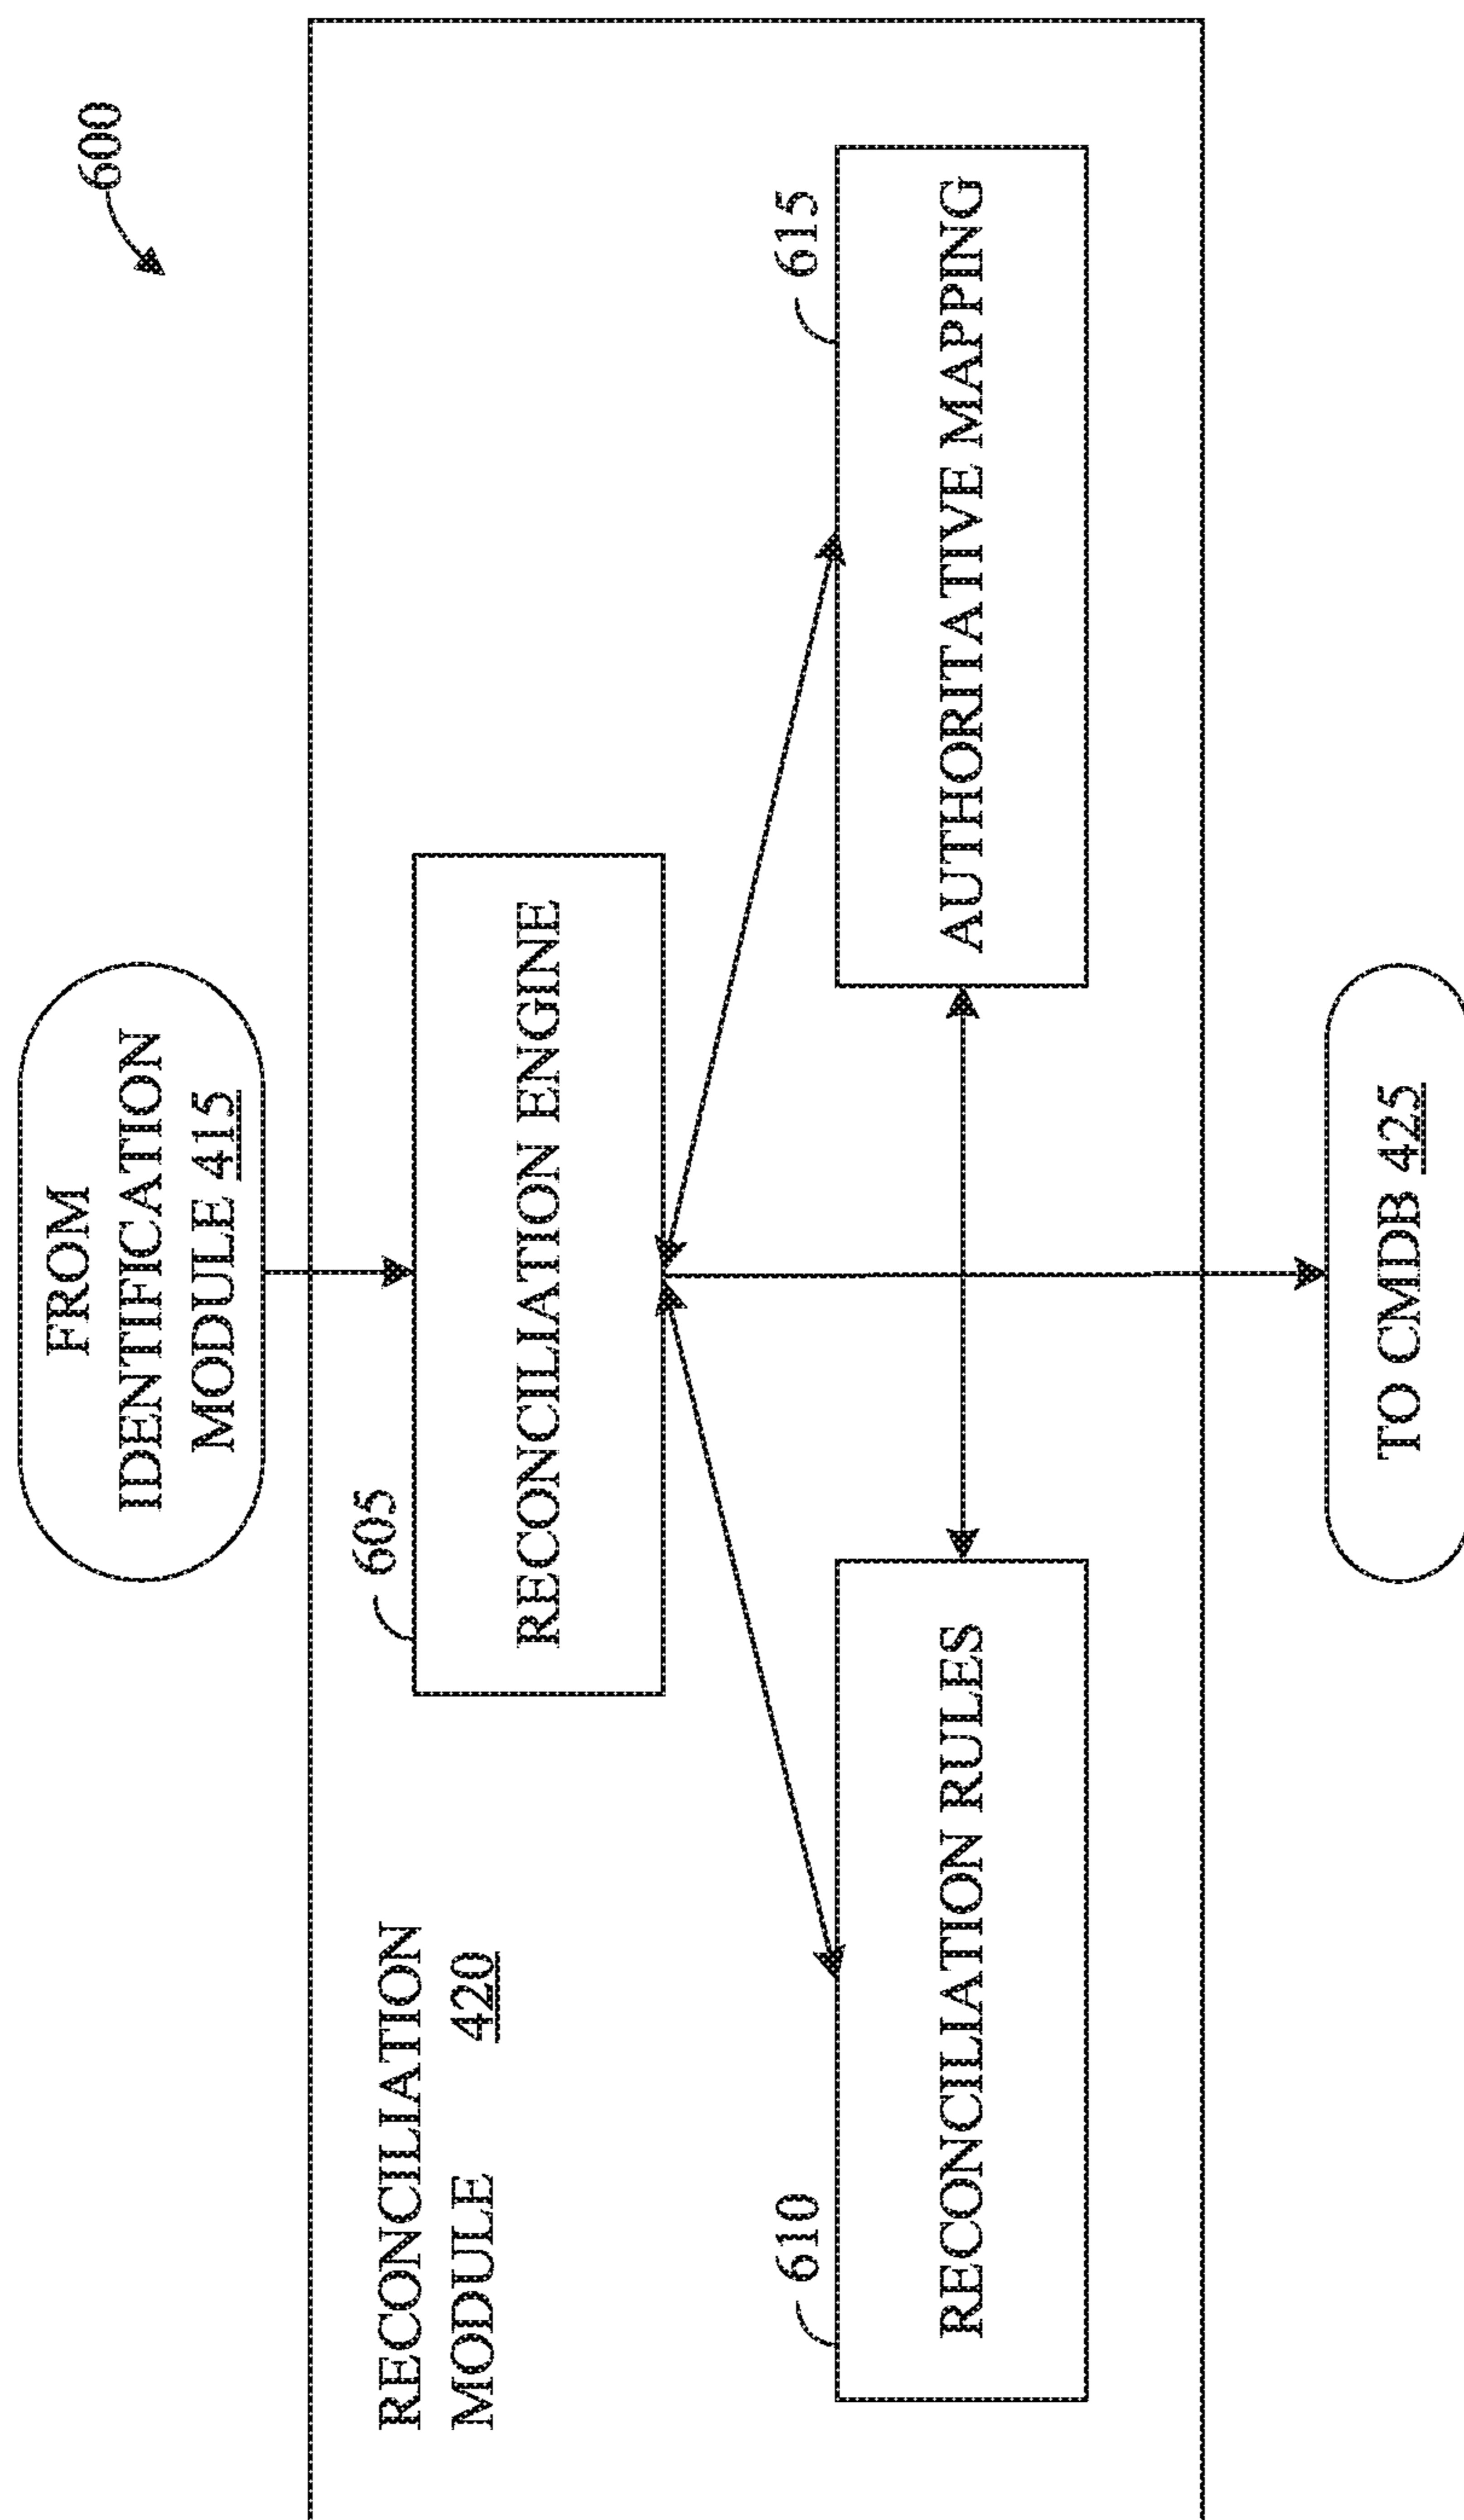 600
FROM
IDENTIFICATION
MODULE 415
RECONCILIATION
MODULE 420
605
RECONCILIATION ENGINE
610
RECONCILIATION RULES
615
AUTHORITATIVE MAPPING
TO CMDB 425